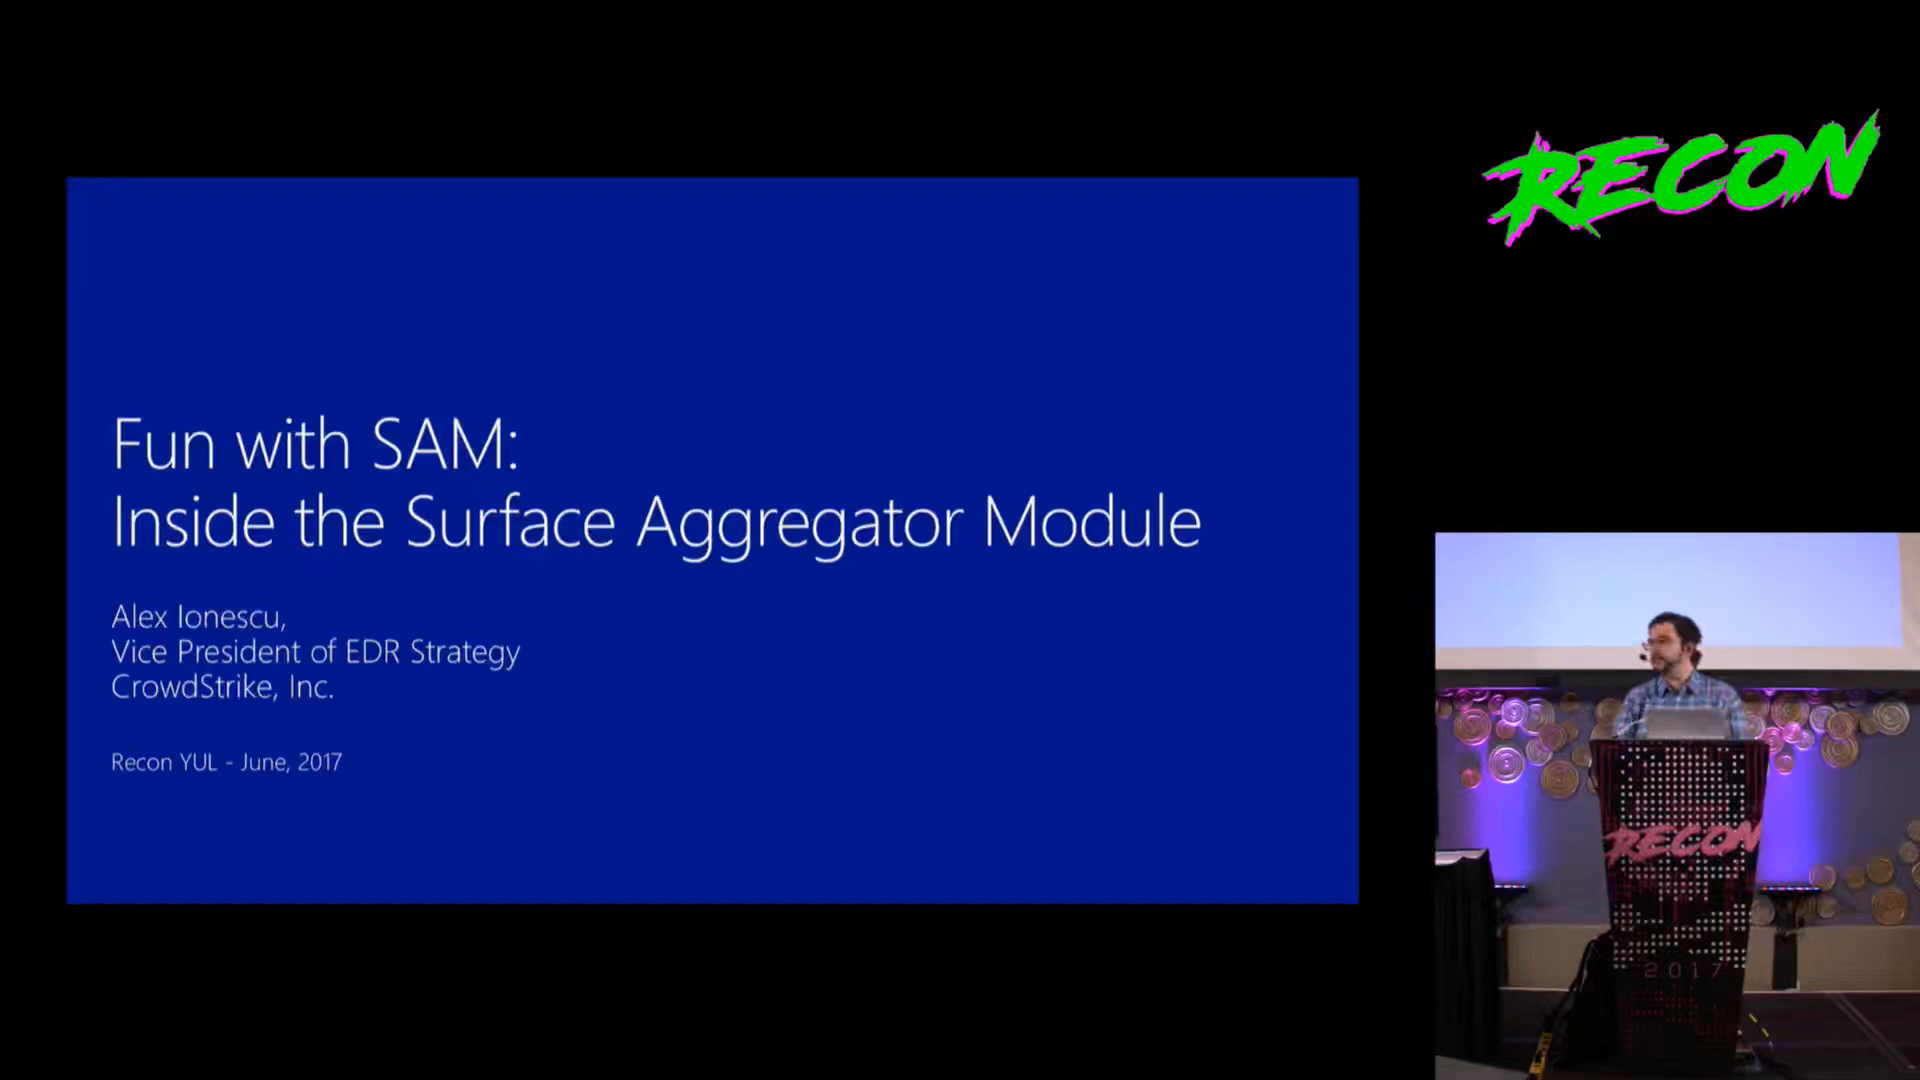 RECON
Fun with SAM:
Inside the Surface Aggregator Module
Alex Ionescu,
Vice President of EDR Strategy
CrowdStrike, Inc.
Recon YUL - June, 2017
RECON
2017